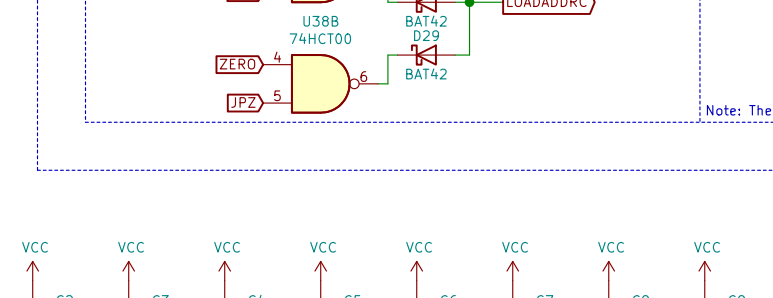 LOADADDRC
U38B
BAT42
74HCT00
D29
ZERO
4
6
BAT42
JPZ
5
Note: The
VCC VCC VCC VCC VCC VCC VCC VCC